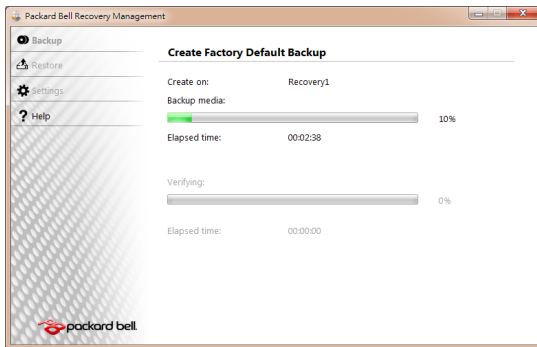 Packard Bell Recovery Management
Backup
Restore
Settings
Help
Create Factory Default Backup
Create on: Recovery1
Backup media:
10%
Elapsed time: 00:02:38
Verifying:
0%
Elapsed time: 00:00:00
packard bell.